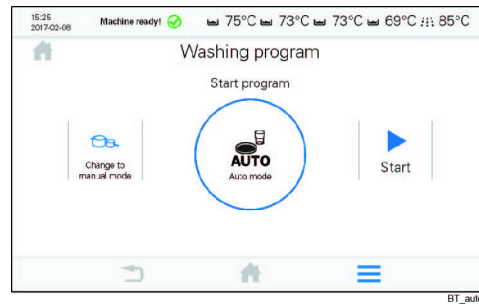 15:25
2017-02-08
Machine ready!
75°C 73°C 73°C 69°C 85°C
Washing program
Start program
Change to
manual mode
AUTO
Auto mode
Start